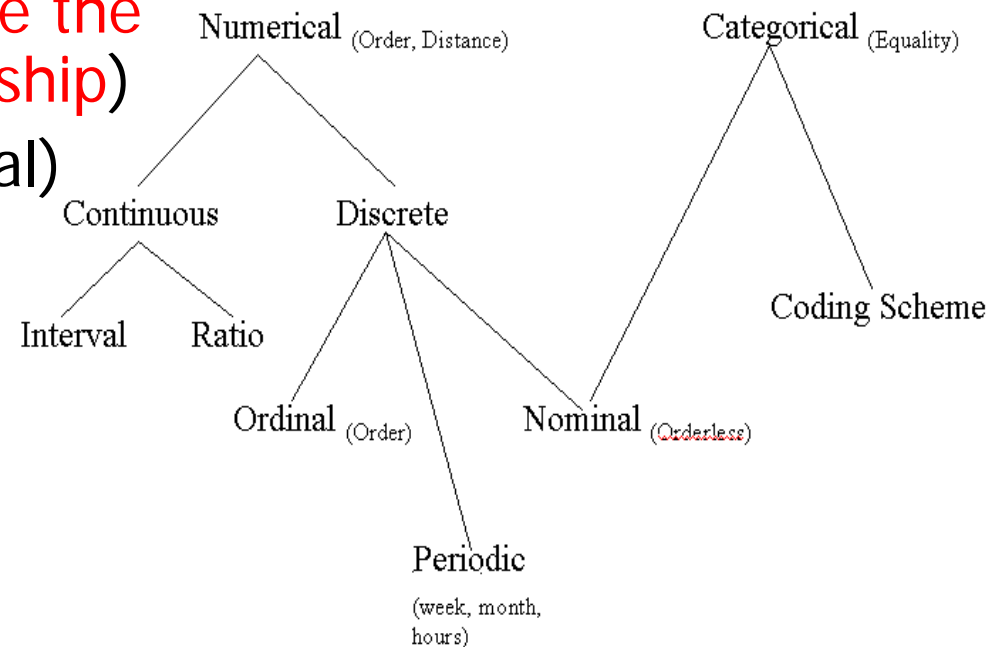 e the
ship)
al)
Numerical (Order, Distance)
Categorical (Equality)
Continuous
Discrete
Interval
Ratio
Coding Scheme
Ordinal (Order)
Nominal (Orderless)
Periodic
(week, month,
hours)